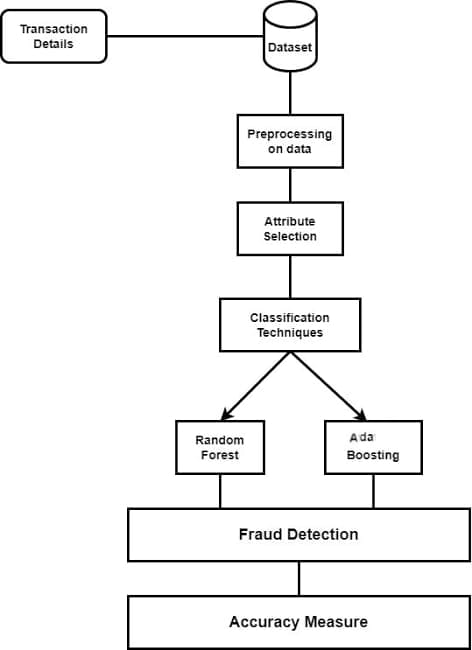 Transaction
Details
Dataset
Preprocessing
on data
Attribute
Selection
Classification
Techniques
Random
Forest
Ada
Boosting
Fraud Detection
Accuracy Measure